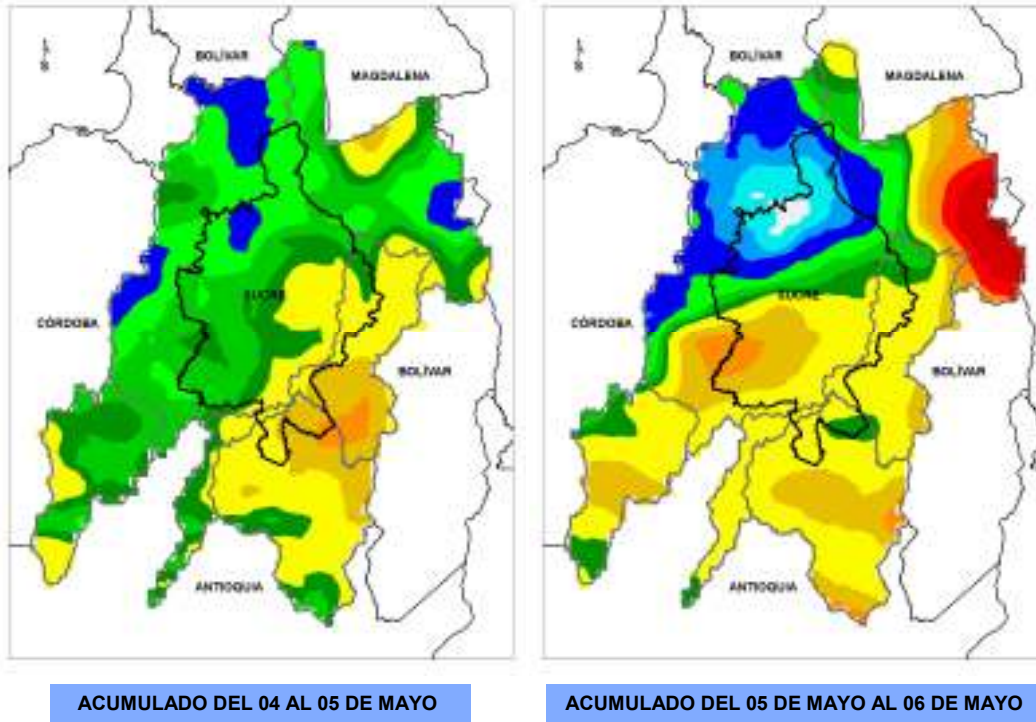 BOLÍVAR
MAGDALENA
SUCRE
CÓRDOBA
BOLÍVAR
ANTIOQUIA
ACUMULADO DEL 04 AL 05 DE MAYO
BOLÍVAR
MAGDALENA
SUCRE
CÓRDOBA
BOLÍVAR
ANTIOQUIA
ACUMULADO DEL 05 DE MAYO AL 06 DE MAYO